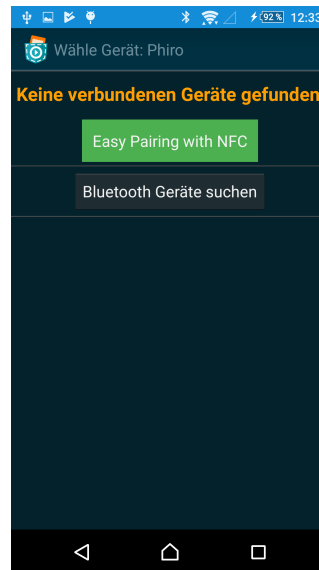 92% 12:33
Wähle Gerät: Phiro
Keine verbundenen Geräte gefunden
Easy Pairing with NFC
Bluetooth Geräte suchen